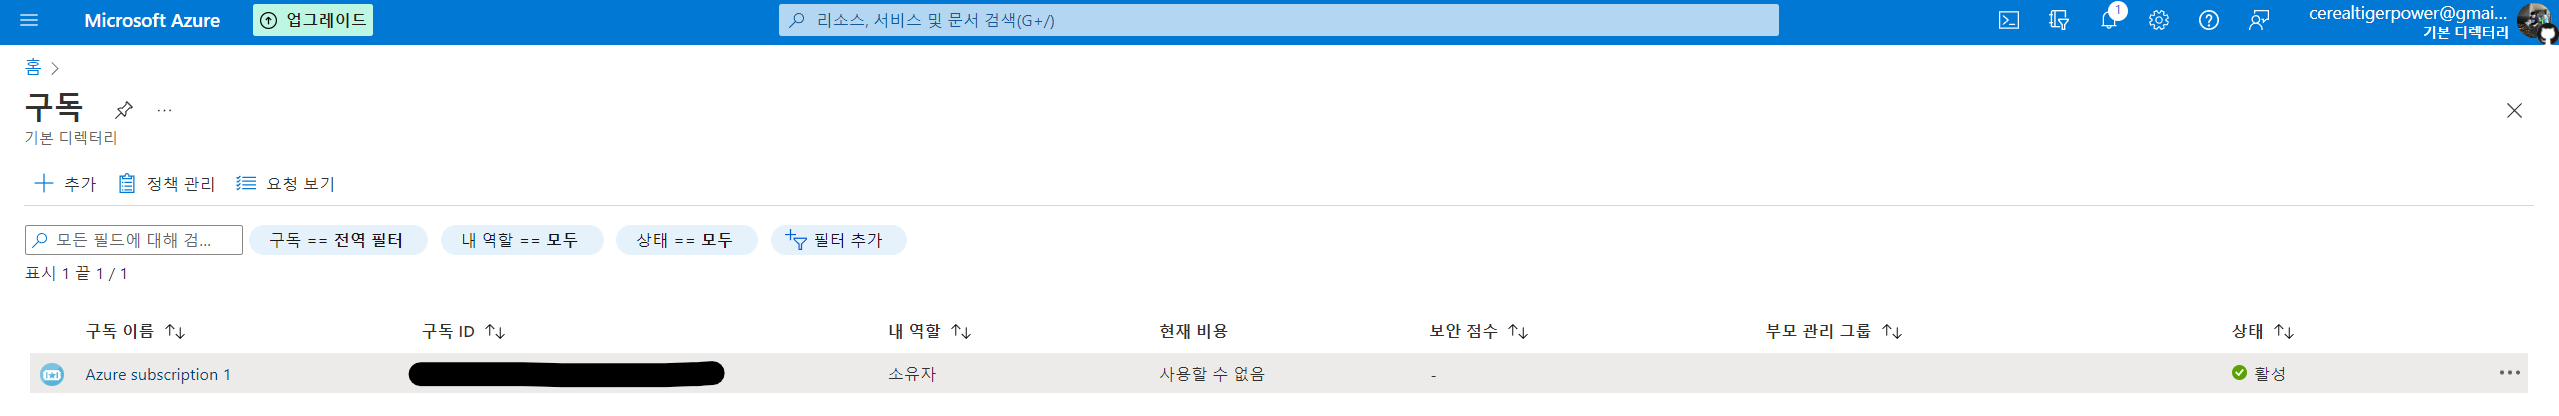 Microsoft Azure 업그레이드 리소스, 서비스 및 문서 검색(G+/) 1 cerealtigerpower@gmai...
기본 디렉터리
홈
구독 ...
기본 디렉터리
추가 정책 관리 요청 보기
모든 필드에 대해 검... 구독 == 전역 필터 내 역할 == 모두 상태 == 모두 필터 추가
표시 1 끝 1 / 1
구독 이름 구독 ID 내 역할 현재 비용 보안 점수 부모 관리 그룹 상태
Azure subscription 1 소유자 사용할 수 없음 - 활성 ...